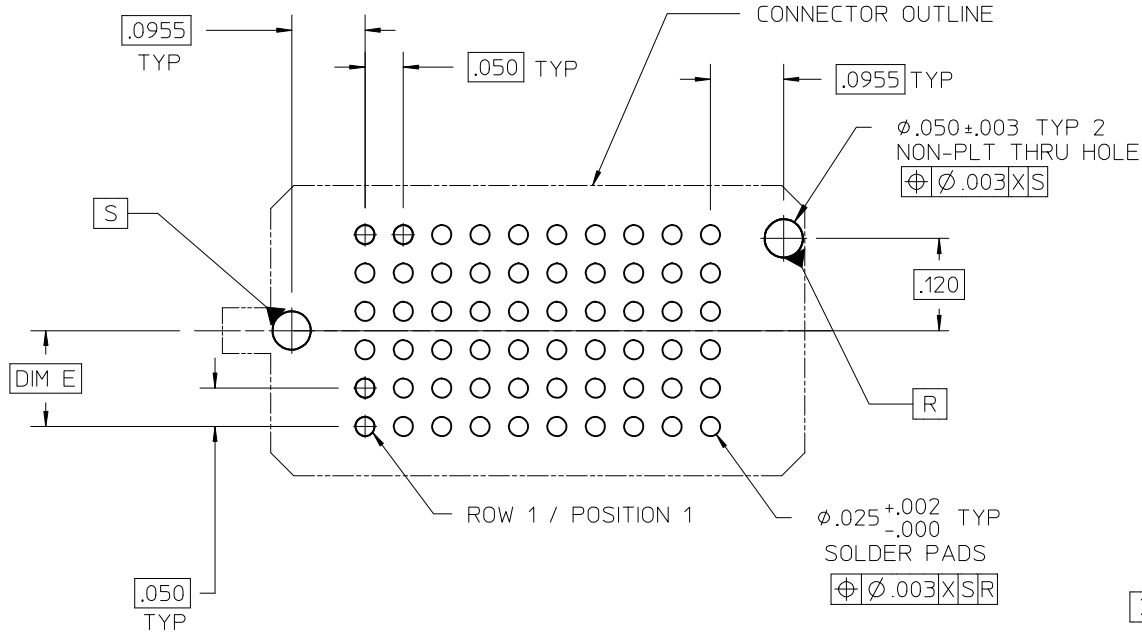 CONNECTOR OUTLINE
.0955
TYP
.050 TYP
.0955 TYP
⌀.050±.003 TYP 2
NON-PLT THRU HOLE
⌖ ⌀.003 X S
S
.120
DIM E
R
ROW 1 / POSITION 1
⌀.025 +.002 -.000 TYP
SOLDER PADS
⌖ ⌀.003 X S R
.050
TYP